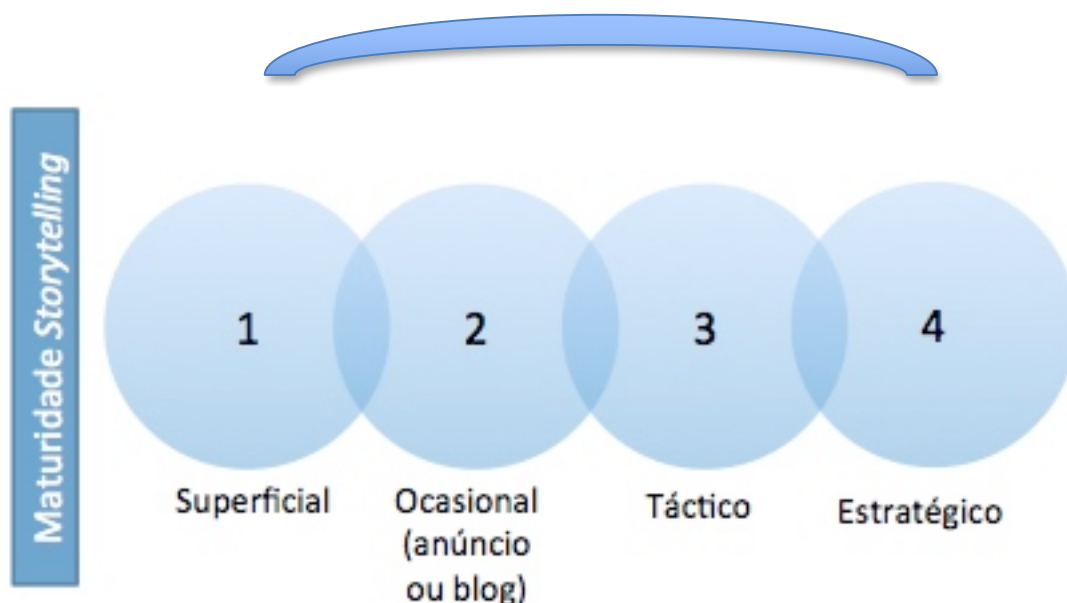 Maturidade Storytelling
1
2
3
4
Superficial
Ocasional
(anúncio
ou blog)
Táctico
Estratégico